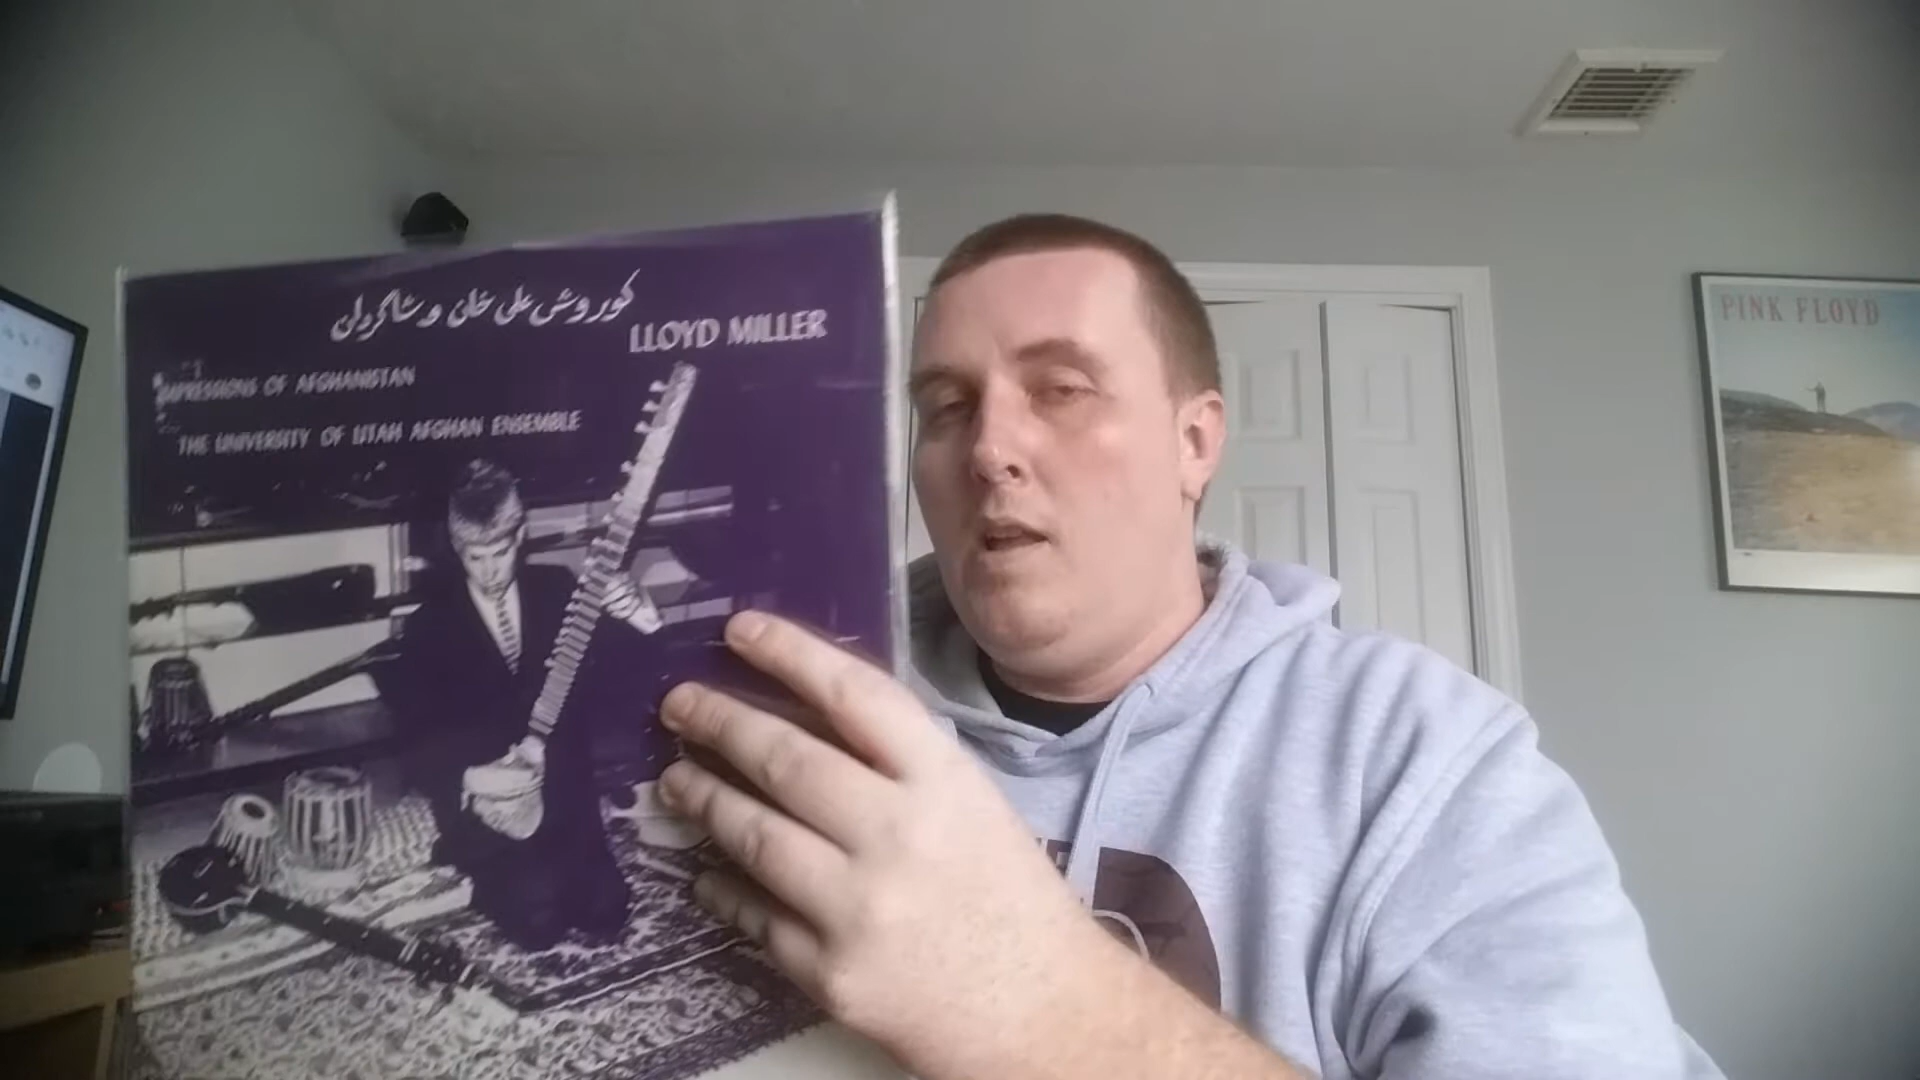 کوروش علی خان و شاگردان
LLOYD MILLER
IMPRESSIONS OF AFGHANISTAN
THE UNIVERSITY OF UTAH AFGHAN ENSEMBLE
PINK FLOYD